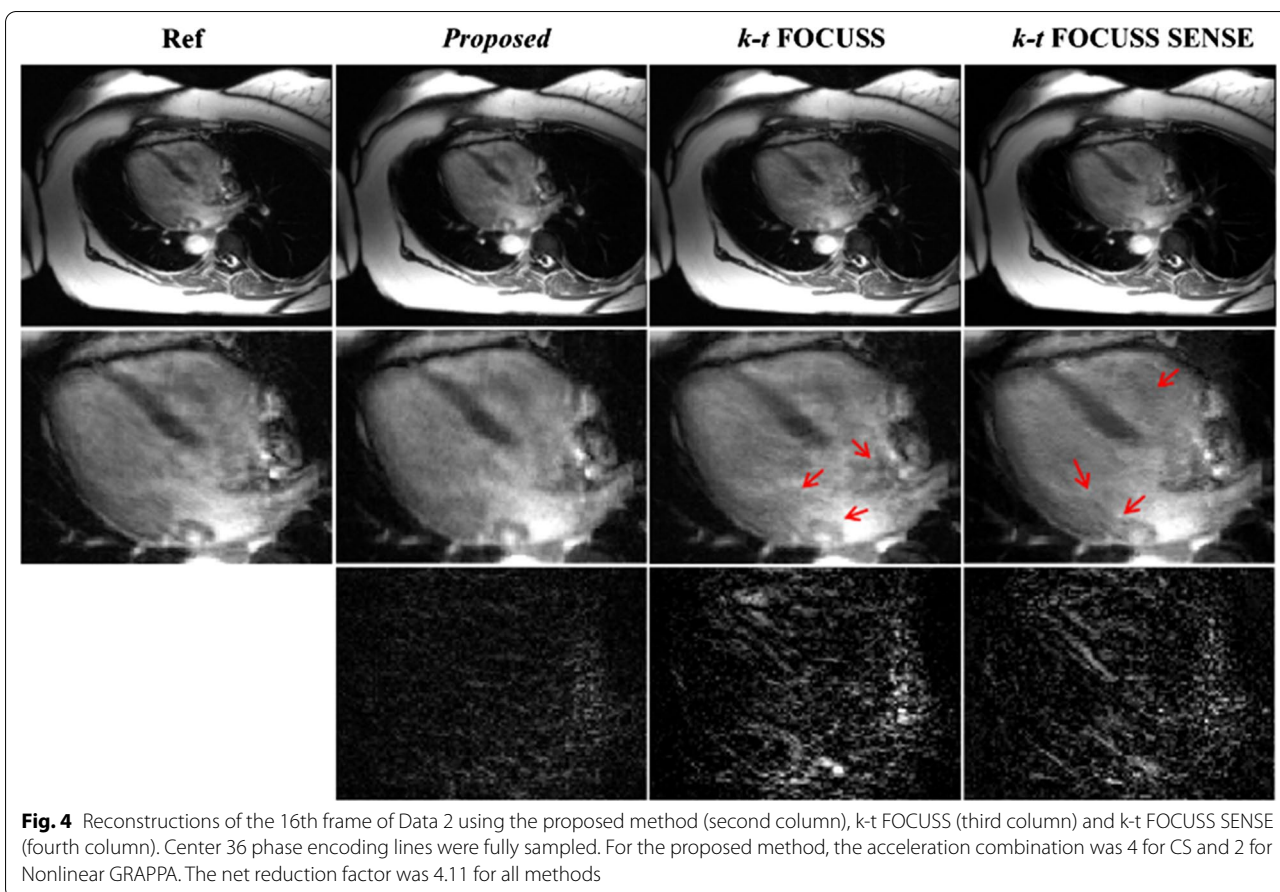 Ref Proposed k-t FOCUSS k-t FOCUSS SENSE
Fig. 4 Reconstructions of the 16th frame of Data 2 using the proposed method (second column), k-t FOCUSS (third column) and k-t FOCUSS SENSE
(fourth column). Center 36 phase encoding lines were fully sampled. For the proposed method, the acceleration combination was 4 for CS and 2 for
Nonlinear GRAPPA. The net reduction factor was 4.11 for all methods